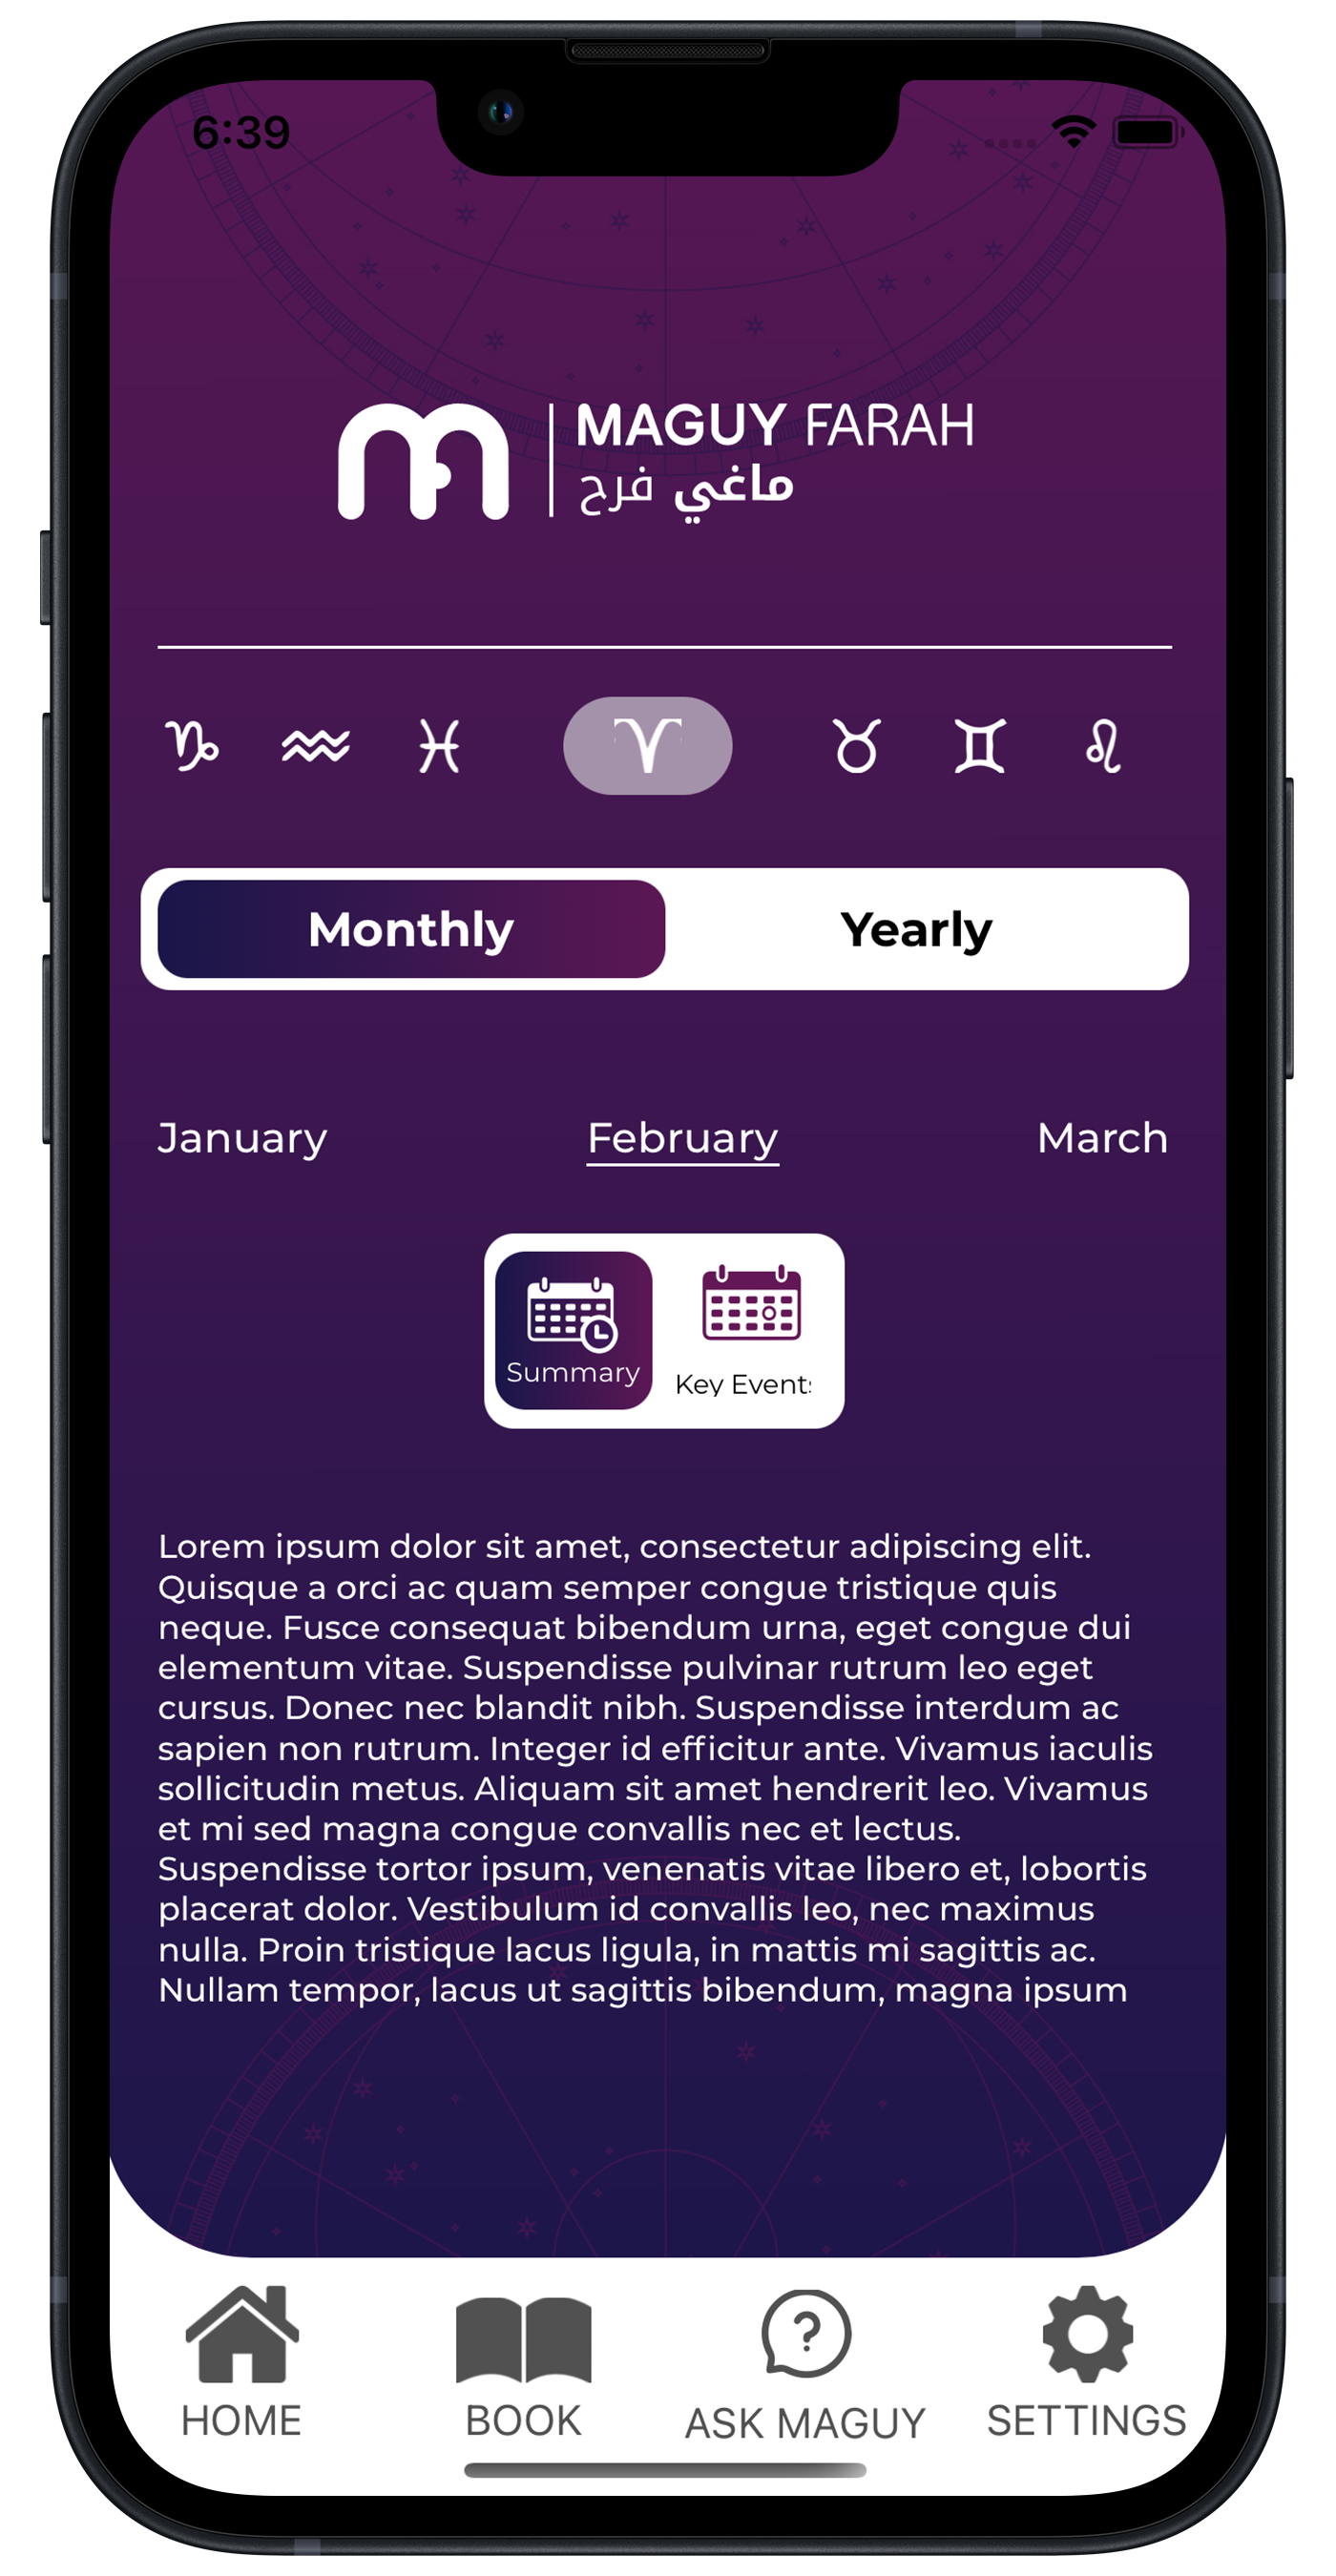 6:39
MAGUY FARAH
ماغي فرح
♑ ♒ ♓ ♈ ♉ ♊ ♌
Monthly Yearly
January February March
Summary Key Events
Lorem ipsum dolor sit amet, consectetur adipiscing elit.
Quisque a orci ac quam semper congue tristique quis
neque. Fusce consequat bibendum urna, eget congue dui
elementum vitae. Suspendisse pulvinar rutrum leo eget
cursus. Donec nec blandit nibh. Suspendisse interdum ac
sapien non rutrum. Integer id efficitur ante. Vivamus iaculis
sollicitudin metus. Aliquam sit amet hendrerit leo. Vivamus
et mi sed magna congue convallis nec et lectus.
Suspendisse tortor ipsum, venenatis vitae libero et, lobortis
placerat dolor. Vestibulum id convallis leo, nec maximus
nulla. Proin tristique lacus ligula, in mattis mi sagittis ac.
Nullam tempor, lacus ut sagittis bibendum, magna ipsum
HOME BOOK ASK MAGUY SETTINGS